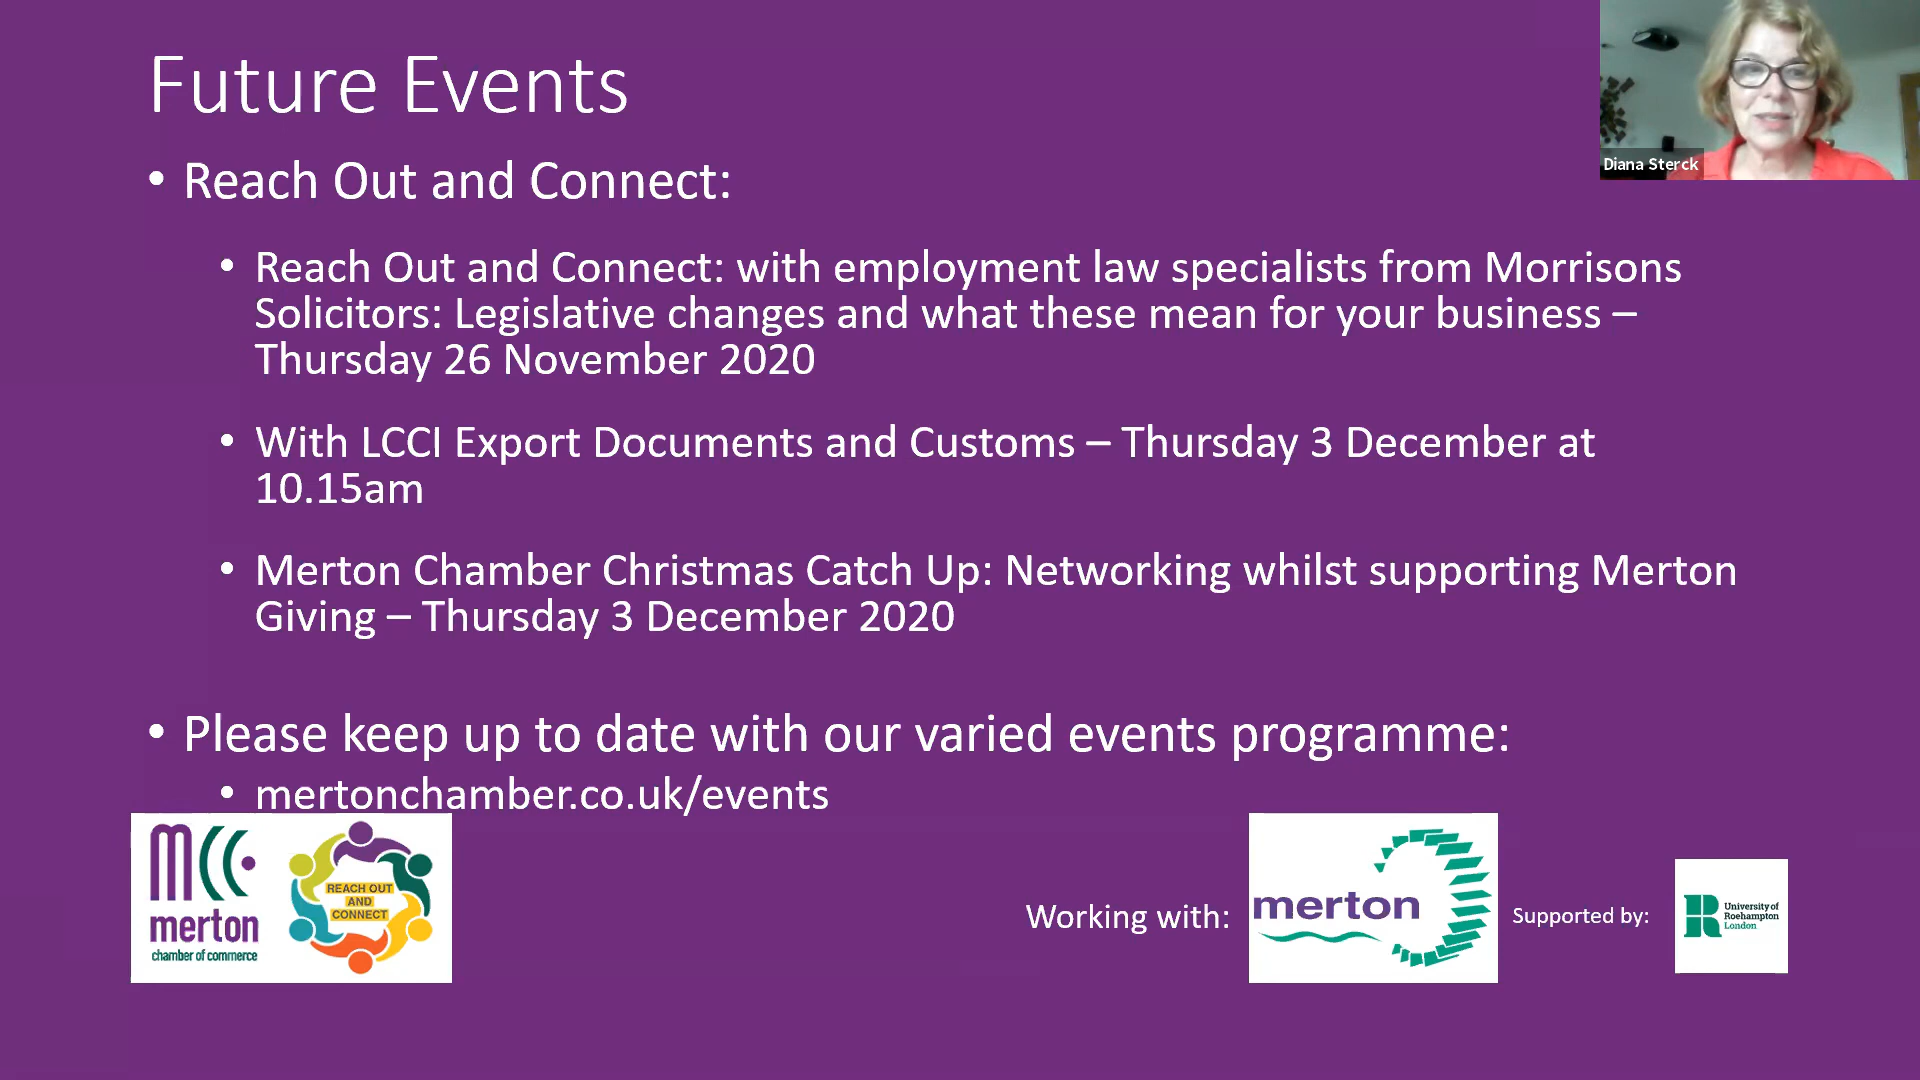 Future Events
• Reach Out and Connect:
• Reach Out and Connect: with employment law specialists from Morrisons
Solicitors: Legislative changes and what these mean for your business –
Thursday 26 November 2020
• With LCCI Export Documents and Customs – Thursday 3 December at
10.15am
• Merton Chamber Christmas Catch Up: Networking whilst supporting Merton
Giving – Thursday 3 December 2020
• Please keep up to date with our varied events programme:
• mertonchamber.co.uk/events
Diana Sterck
mcc
merton
chamber of commerce
REACH OUT
AND
CONNECT
Working with:
merton
Supported by:
R
University of
Roehampton
London